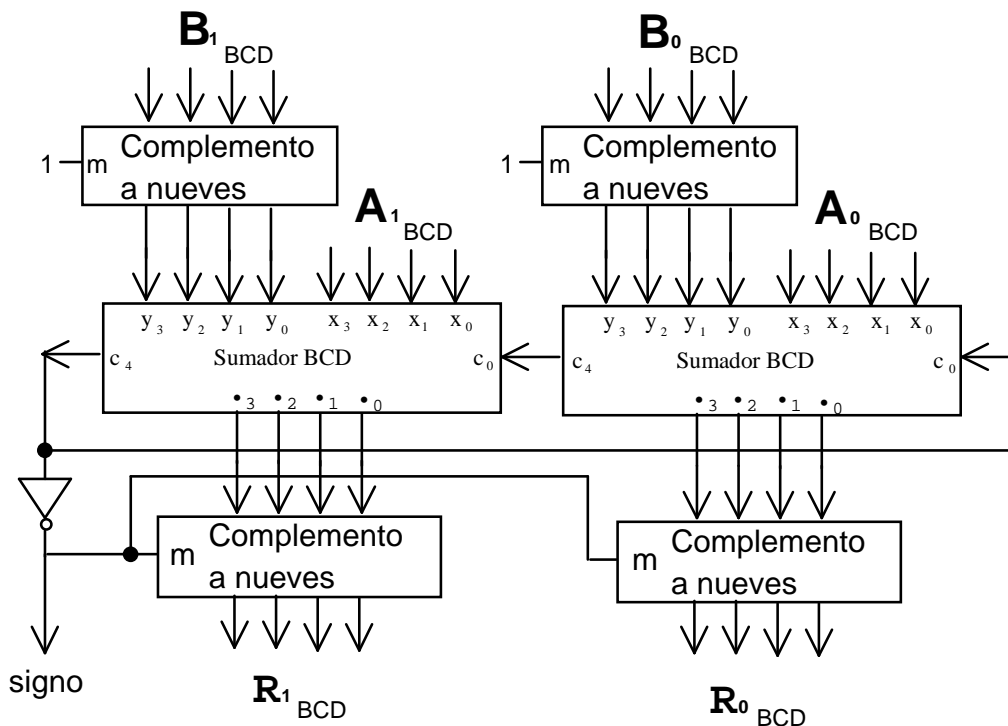 B₁ BCD B₀ BCD
1 m Complemento a nueves 1 m Complemento a nueves
A₁ BCD A₀ BCD
y₃ y₂ y₁ y₀ x₃ x₂ x₁ x₀ y₃ y₂ y₁ y₀ x₃ x₂ x₁ x₀
c₄ Sumador BCD c₀ c₄ Sumador BCD c₀
•₃ •₂ •₁ •₀ •₃ •₂ •₁ •₀
m Complemento a nueves m Complemento a nueves
signo
R₁ BCD R₀ BCD